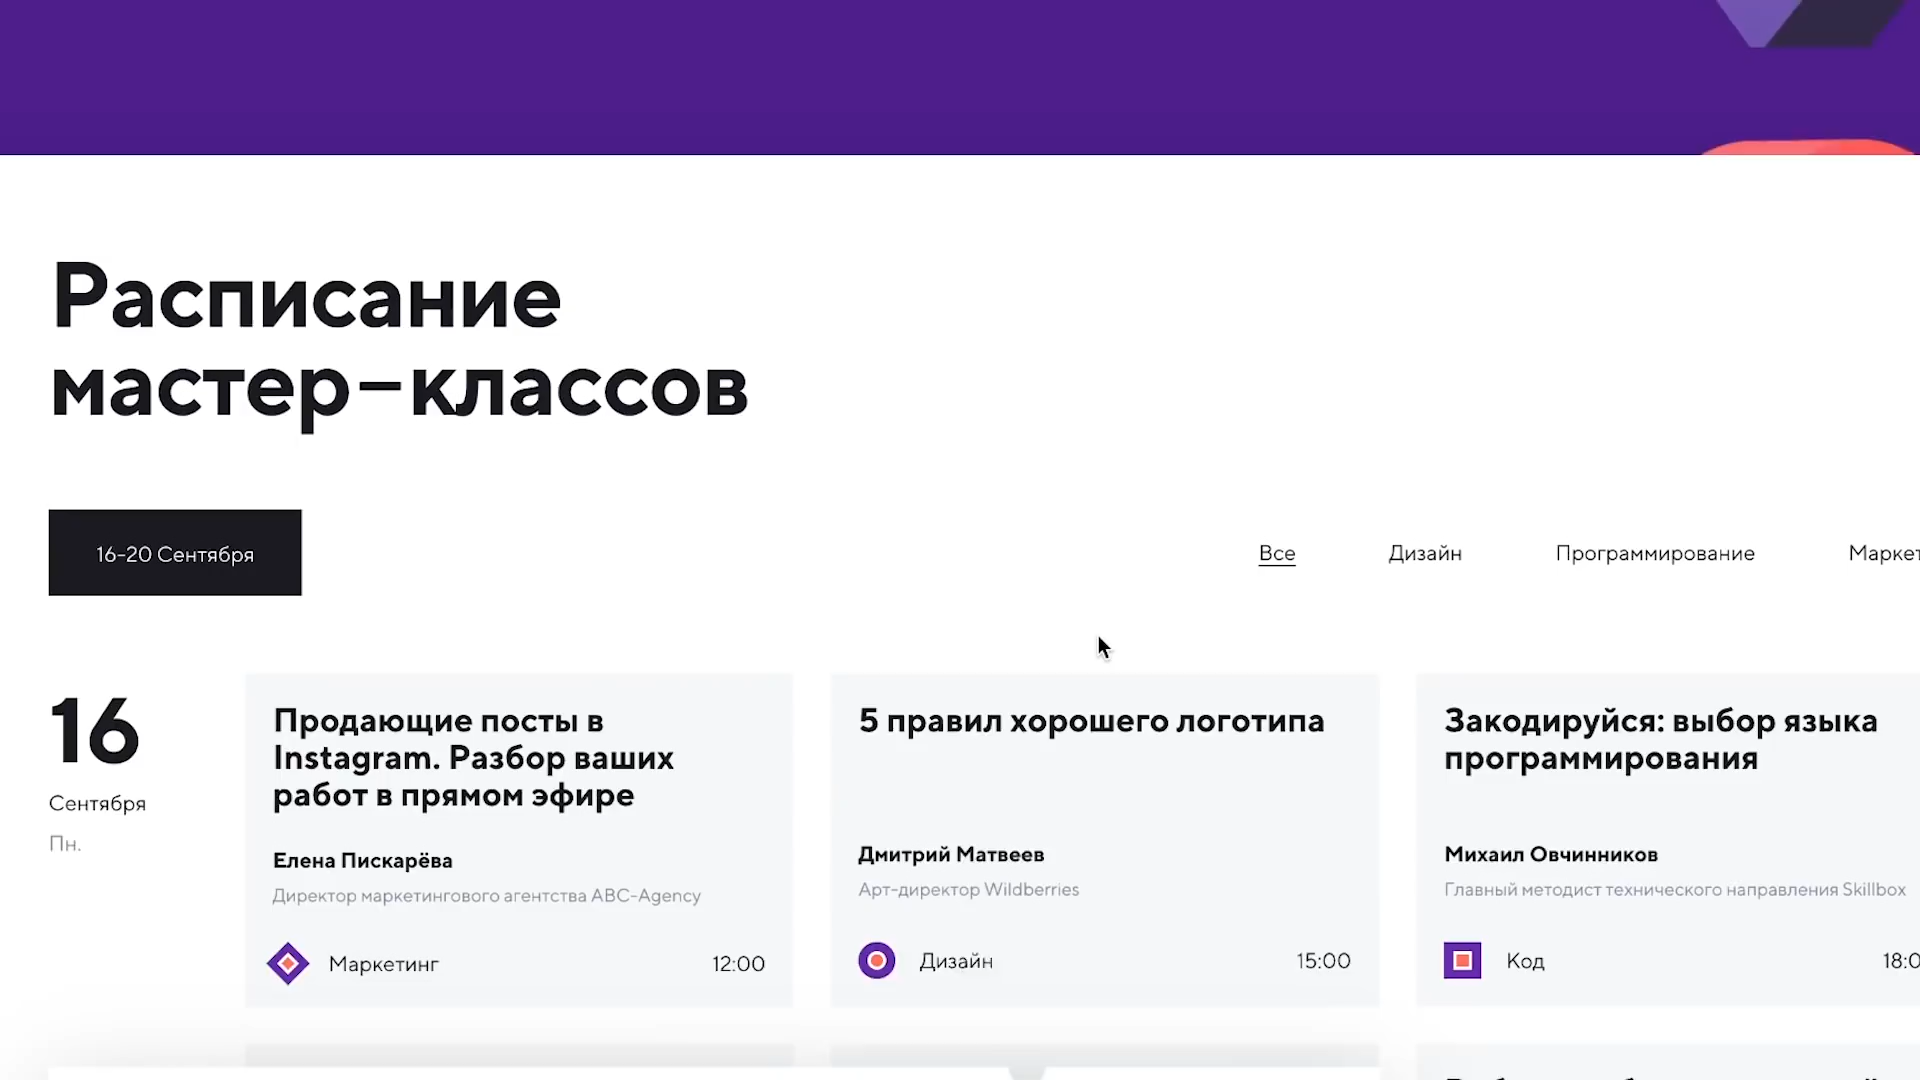 Расписание
мастер–классов
16-20 Сентября
Все
Дизайн
Программирование
16
Сентября
Пн.
Продающие посты в
Instagram. Разбор ваших
работ в прямом эфире
Елена Пискарёва
Директор маркетингового агентства ABC-Agency
Маркетинг
12:00
5 правил хорошего логотипа
Дмитрий Матвеев
Арт-директор Wildberries
Дизайн
15:00
Закодируйся: выбор языка
программирования
Михаил Овчинников
Главный методист технического направления Skillbox
Код